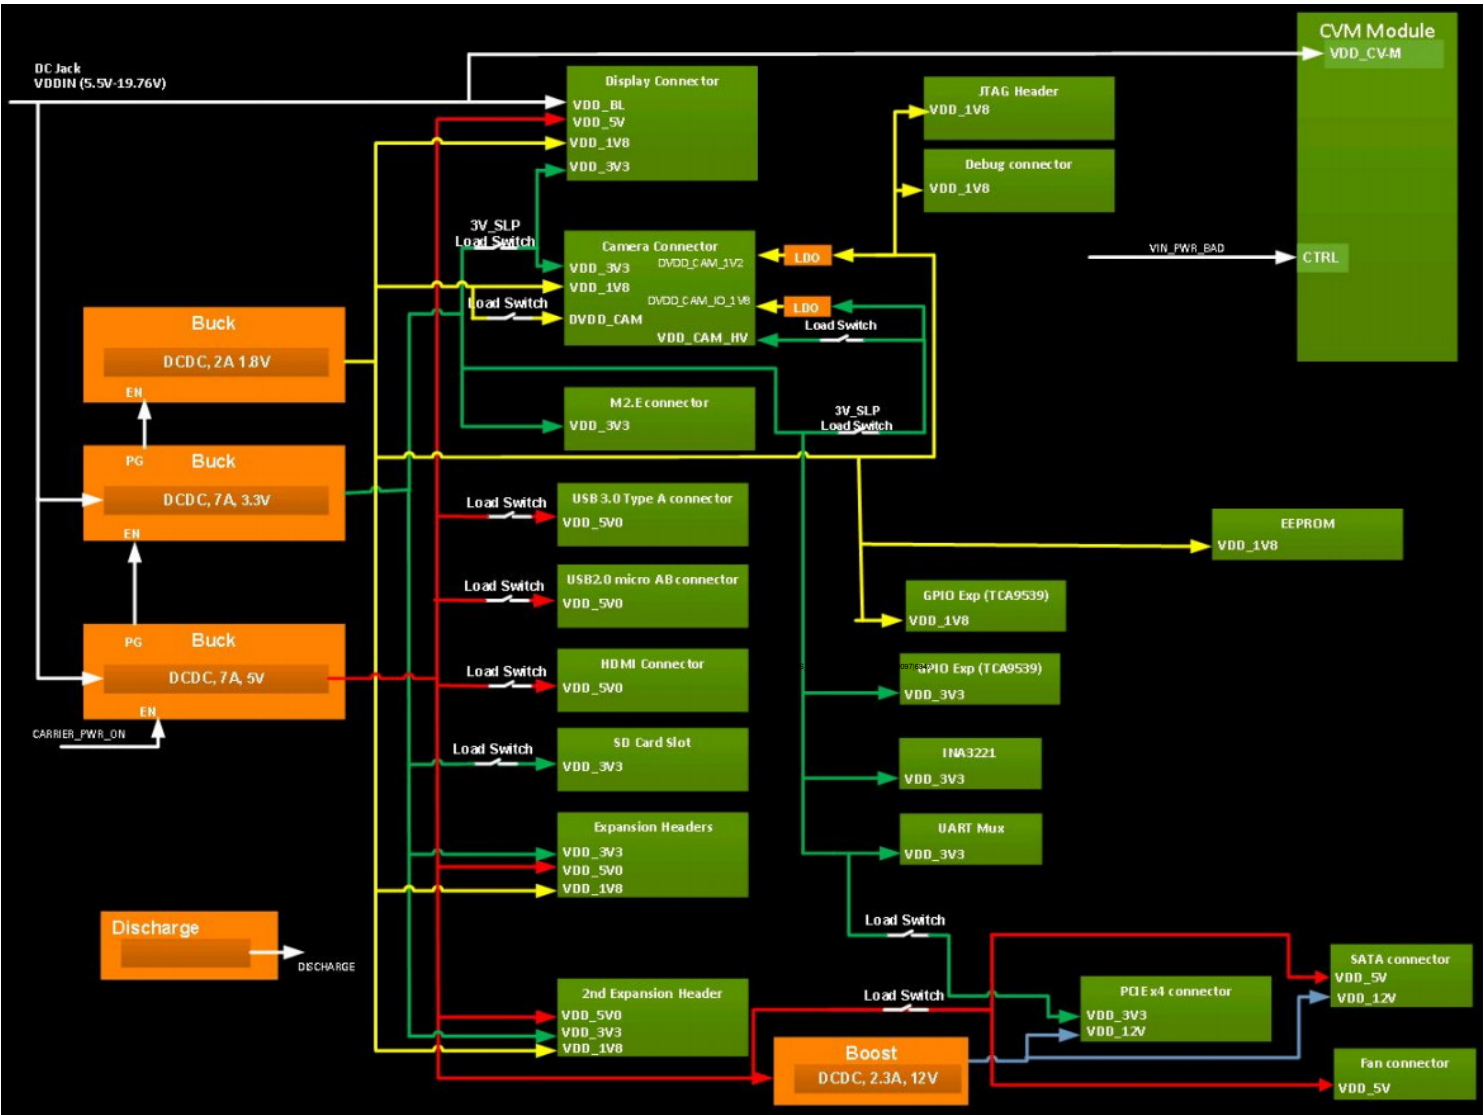 CVM Module
VDD_CV-M
DC Jack
VDDIN (5.5V-19.76V)
Display Connector
VDD_BL
VDD_5V
VDD_1V8
VDD_3V3
JTAG Header
VDD_1V8
Debug connector
VDD_1V8
3V_SLP
Load Switch
Camera Connector
DVDD_CAM_1V2
VDD_3V3
VDD_1V8
DVDD_CAM_IO_1V8
DVDD_CAM
VDD_CAM_HV
LDO
LDO
Load Switch
Load Switch
VIN_PWR_BAD
CTRL
Buck
DCDC, 2A 1.8V
EN
M2.E connector
VDD_3V3
3V_SLP
Load Switch
PG
Buck
DCDC, 7A, 3.3V
EN
Load Switch
USB 3.0 Type A connector
VDD_5V0
EEPROM
VDD_1V8
Load Switch
USB2.0 micro AB connector
VDD_5V0
GPIO Exp (TCA9539)
VDD_1V8
PG
Buck
DCDC, 7A, 5V
EN
CARRIER_PWR_ON
Load Switch
HDMI Connector
VDD_5V0
GPIO Exp (TCA9539)
VDD_3V3
Load Switch
SD Card Slot
VDD_3V3
INA3221
VDD_3V3
Expansion Headers
VDD_3V3
VDD_5V0
VDD_1V8
UART Mux
VDD_3V3
Discharge
DISCHARGE
Load Switch
SATA connector
VDD_5V
VDD_12V
2nd Expansion Header
VDD_5V0
VDD_3V3
VDD_1V8
Load Switch
PCIE x4 connector
VDD_3V3
VDD_12V
Boost
DCDC, 2.3A, 12V
Fan connector
VDD_5V